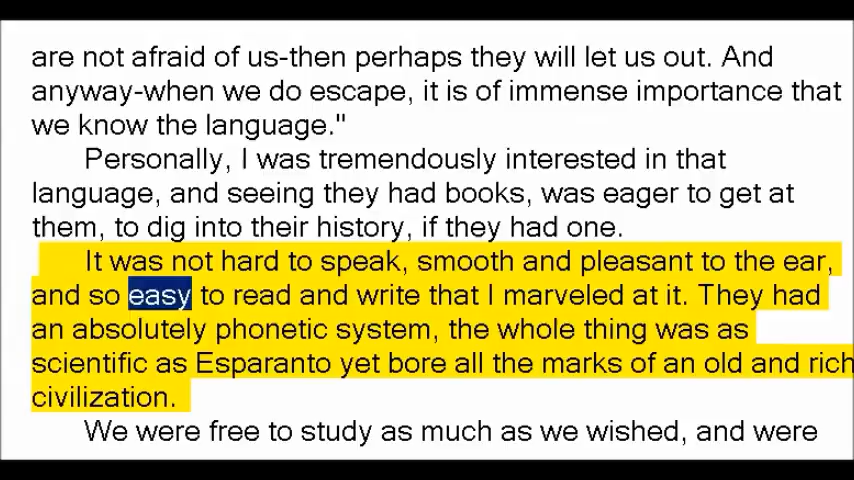 are not afraid of us-then perhaps they will let us out. And
anyway-when we do escape, it is of immense importance that
we know the language."
Personally, I was tremendously interested in that
language, and seeing they had books, was eager to get at
them, to dig into their history, if they had one.
It was not hard to speak, smooth and pleasant to the ear,
and so easy to read and write that I marveled at it. They had
an absolutely phonetic system, the whole thing was as
scientific as Esparanto yet bore all the marks of an old and rich
civilization.
We were free to study as much as we wished, and were